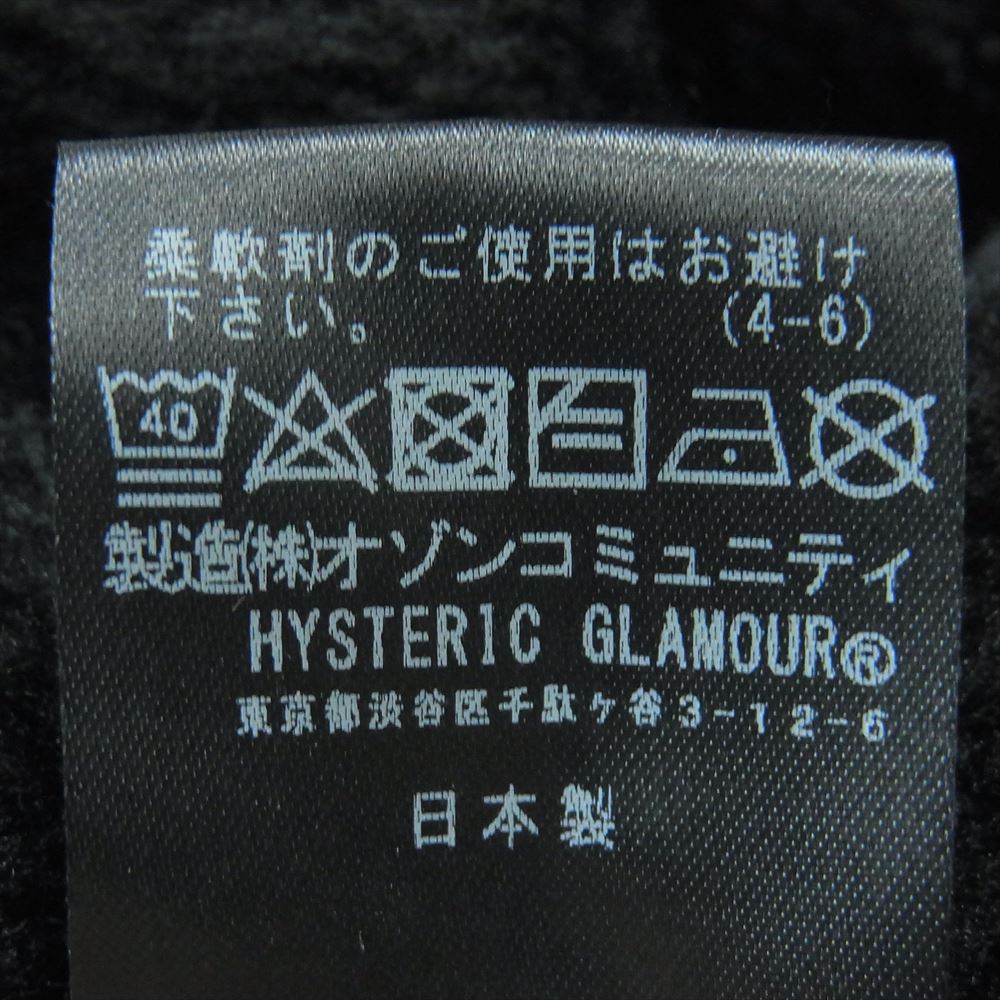 柔軟剤のご使用はお避け
下さい。 (4-6)
40
製造(株)オゾンコミュニティ
HYSTERIC GLAMOUR®
東京都渋谷区千駄ヶ谷3-12-6
日本製